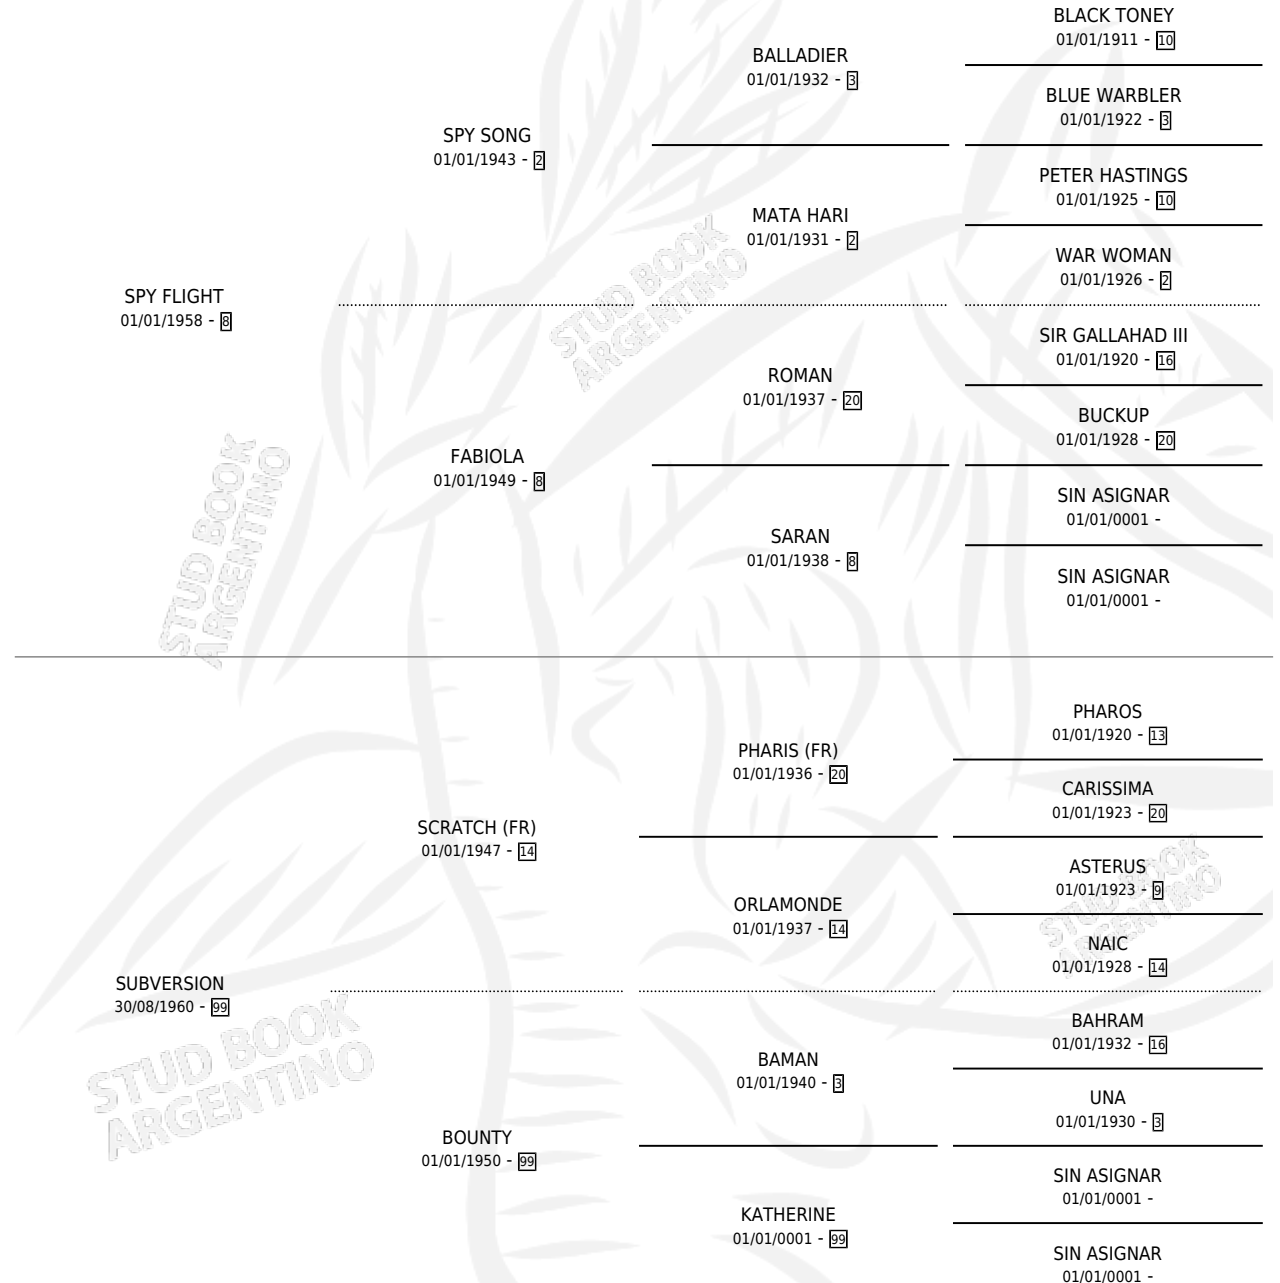 BLACK TONEY
01/01/1911 - 10
BALLADIER
01/01/1932 - 3
BLUE WARBLER
01/01/1922 - 3
SPY SONG
01/01/1943 - 2
PETER HASTINGS
01/01/1925 - 10
MATA HARI
01/01/1931 - 2
WAR WOMAN
01/01/1926 - 2
SPY FLIGHT
01/01/1958 - 8
SIR GALLAHAD III
01/01/1920 - 16
ROMAN
01/01/1937 - 20
BUCKUP
01/01/1928 - 20
FABIOLA
01/01/1949 - 8
SIN ASIGNAR
01/01/0001 -
SARAN
01/01/1938 - 8
SIN ASIGNAR
01/01/0001 -
STUD BOOK
ARGENTINO
STUD BOOK
ARGENTINO
PHAROS
01/01/1920 - 13
PHARIS (FR)
01/01/1936 - 20
CARISSIMA
01/01/1923 - 20
SCRATCH (FR)
01/01/1947 - 14
ASTERUS
01/01/1923 - 9
ORLAMONDE
01/01/1937 - 14
NAIC
01/01/1928 - 14
SUBVERSION
30/08/1960 - 99
BAHRAM
01/01/1932 - 16
BAMAN
01/01/1940 - 3
UNA
01/01/1930 - 3
BOUNTY
01/01/1950 - 99
SIN ASIGNAR
01/01/0001 -
KATHERINE
01/01/0001 - 99
SIN ASIGNAR
01/01/0001 -
STUD BOOK
ARGENTINO
STUD BOOK
ARGENTINO